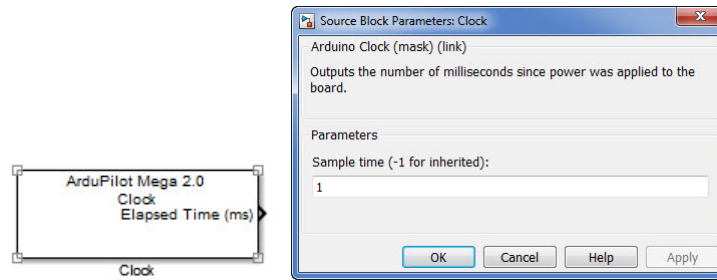 ArduPilot Mega 2.0
Clock
Elapsed Time (ms)
Clock
Source Block Parameters: Clock
Arduino Clock (mask) (link)
Outputs the number of milliseconds since power was applied to the
board.
Parameters
Sample time (-1 for inherited):
1
OK Cancel Help Apply